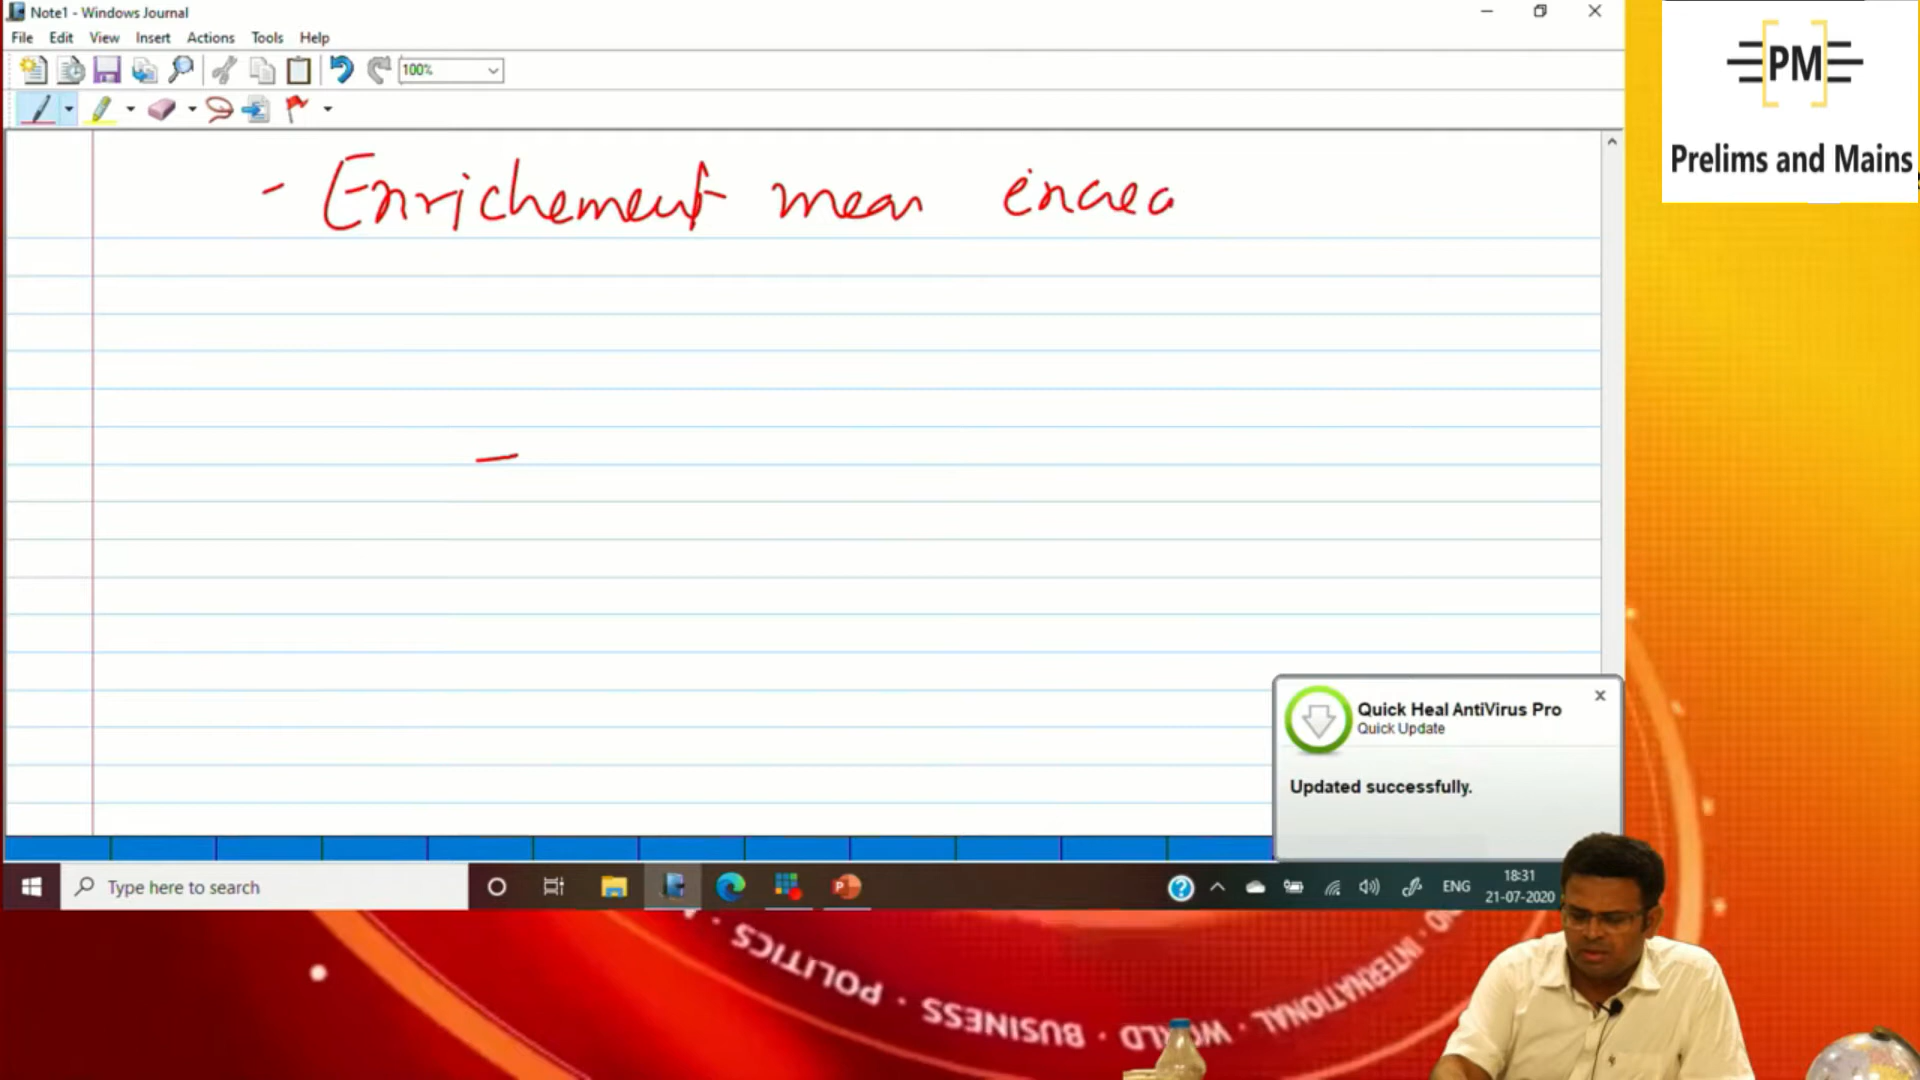 Note1 - Windows Journal
File Edit View Insert Actions Tools Help
100%
PM
Prelims and Mains
- Enrichement mean increa
Quick Heal AntiVirus Pro
Quick Update
Updated successfully.
Type here to search
ENG
18:31
21-07-2020
POLITICS · BUSINESS · WORLD · INTERNATIONAL